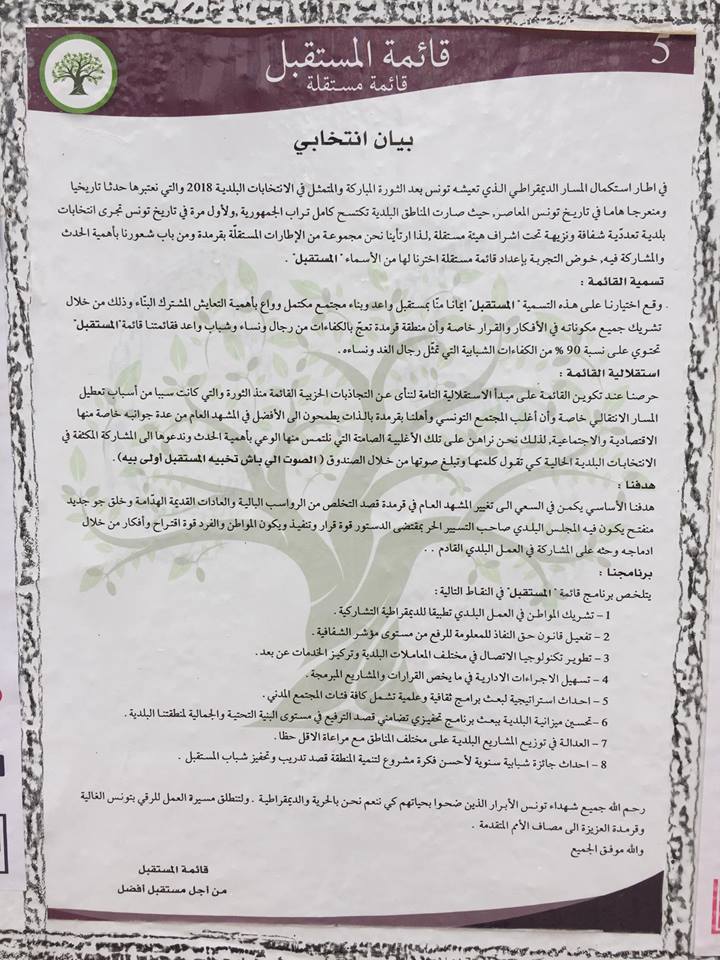 5
قائمة المستقبل
قائمة مستقلة
بيان انتخابي
في اطار استكمال المسار الديمقراطي الذي تعيشه تونس بعد الثورة المباركة والمتمثل في الانتخابات البلدية 2018 والتي نعتبرها حدثا تاريخيا
ومنعرجا هاما في تاريخ تونس المعاصر, حيث صارت المناطق البلدية تكتسح كامل تراب الجمهورية ,ولأول مرة في تاريخ تونس تجرى انتخابات
بلدية تعددية شفافة ونزيهة تحت اشراف هيئة مستقلة ,لذا ارتأينا نحن مجموعة من الإطارات المستقلة بقرمدة ومن باب شعورنا بأهمية الحدث
والمشاركة فيه, خوض التجربة بإعداد قائمة مستقلة اخترنا لها من الأسماء " المستقبل" .
تسمية القائمة :
. وقع اختيارنا على هذه التسمية " المستقبل" ايمانا منّا بمستقبل واعد وبناء مجتمع مكتمل وواع بأهمية التعايش المشترك البنّاء وذلك من خلال
تشريك جميع مكوناته في الأفكار والقرار خاصة وأن منطقة قرمدة تعجّ بالكفاءات من رجال ونساء وشباب واعد فقائمتنا قائمة"المستقبل"
تحتوي على نسبة 90 % من الكفاءات الشبابية التي تمثّل رجال الغد ونساءه.
استقلالية القائمة :
حرصنا عند تكوين القائمة على مبدأ الاستقلالية التامة لننأى عن التجاذبات الحزبية القائمة منذ الثورة والتي كانت سببا من أسباب تعطيل
المسار الانتقالي خاصة وأن أغلب المجتمع التونسي وأهلنا بقرمدة بالذات يطمحون الى الأفضل في المشهد العام من عدة جوانبه خاصة منها
الاقتصادية والاجتماعية, لذلك نحن نراهن على تلك الأغلبية الصامتة التي نلتمس منها الوعي بأهمية الحدث وندعوها الى المشاركة المكثفة في
الانتخابات البلدية الحالية كي تقول كلمتها وتبلغ صوتها من خلال الصندوق ( الصوت الي باش تخبيه المستقبل أولى بيه).
هدفنا :
هدفنا الأساسي يكمن في السعي الى تغيير المشهد العام في قرمدة قصد التخلص من الرواسب البالية والعادات القديمة الهدّامة وخلق جو جديد
منفتح يكون فيه المجلس البلدي صاحب التسيير الحر بمقتضى الدستور قوة قرار وتنفيذ ويكون المواطن والفرد قوة اقتراح وأفكار من خلال
ادماجه وحثه على المشاركة في العمل البلدي القادم . .
برنامجنا :
يتلخص برنامج قائمة " المستقبل" في النقاط التالية :
1 – تشريك المواطن في العمل البلدي تطبيقا للديمقراطية التشاركية .
2 – تفعيل قانون حق النفاذ للمعلومة للرفع من مستوى مؤشر الشفافية .
3 – تطوير تكنولوجيا الاتصال في مختلف المعاملات البلدية وتركيز الخدمات عن بعد .
4 – تسهيل الاجراءات الادارية في ما يخص القرارات والمشاريع المبرمجة .
5 – احداث استراتيجية لبعث برامج ثقافية وعلمية تشمل كافة فئات المجتمع المدني .
6– تحسين ميزانية البلدية ببعث برنامج تحفيزي تضامني قصد الترفيع في مستوى البنية التحتية والجمالية لمنطقتنا البلدية .
7 – العدالة في توزيع المشاريع البلدية على مختلف المناطق مع مراعاة الاقل حظا .
8 – احداث جائزة شبابية سنوية لأحسن فكرة مشروع لتنمية المنطقة قصد تدريب وتحفيز شباب المستقبل .
رحم الله جميع شهداء تونس الأبرار الذين ضحوا بحياتهم كي ننعم نحن بالحرية والديمقراطية . ولتنطلق مسيرة العمل للرقي بتونس الغالية
وقرمدة العزيزة الى مصاف الأمم المتقدمة .
والله موفق الجميع
قائمة المستقبل
من أجل مستقبل أفضل